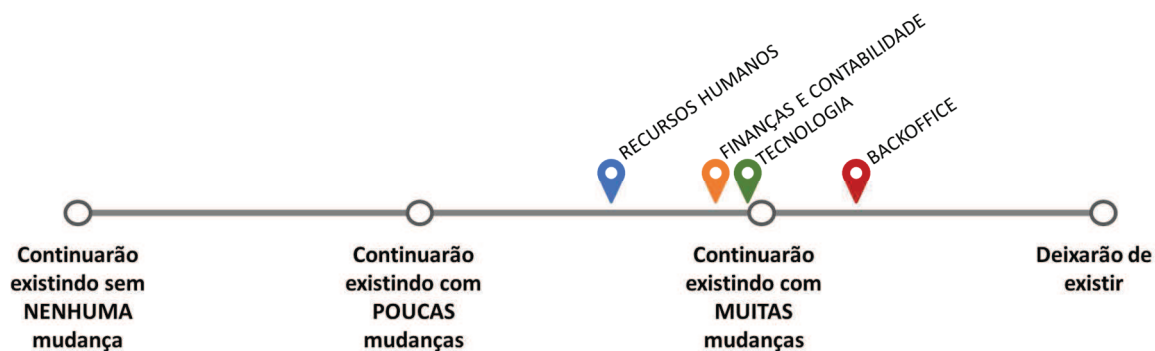 RECURSOS HUMANOS
FINANÇAS E CONTABILIDADE
TECNOLOGIA
BACKOFFICE
Continuarão
existindo sem
NENHUMA
mudança
Continuarão
existindo com
POUCAS
mudanças
Continuarão
existindo com
MUITAS
mudanças
Deixarão de
existir